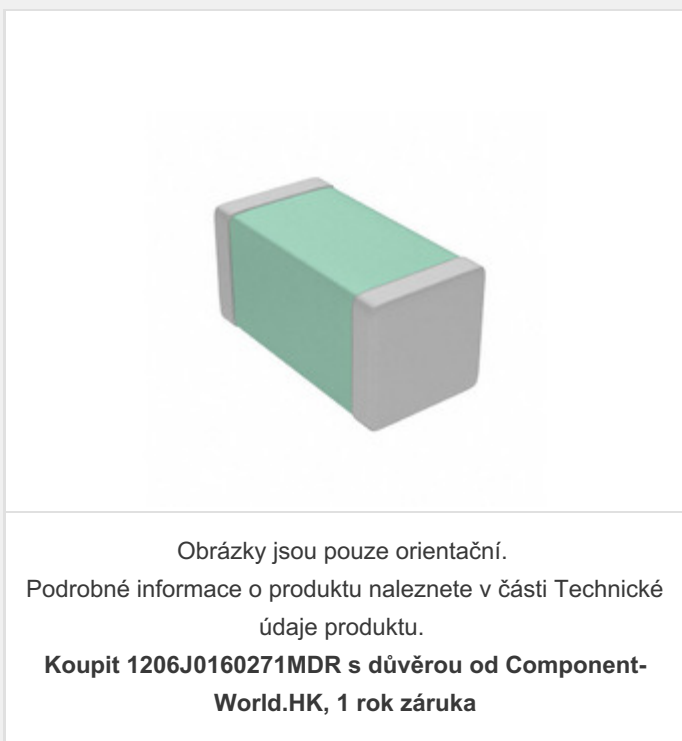 Obrázky jsou pouze orientační.
Podrobné informace o produktu naleznete v části Technické
údaje produktu.
Koupit 1206J0160271MDR s důvěrou od Component-
World.HK, 1 rok záruka